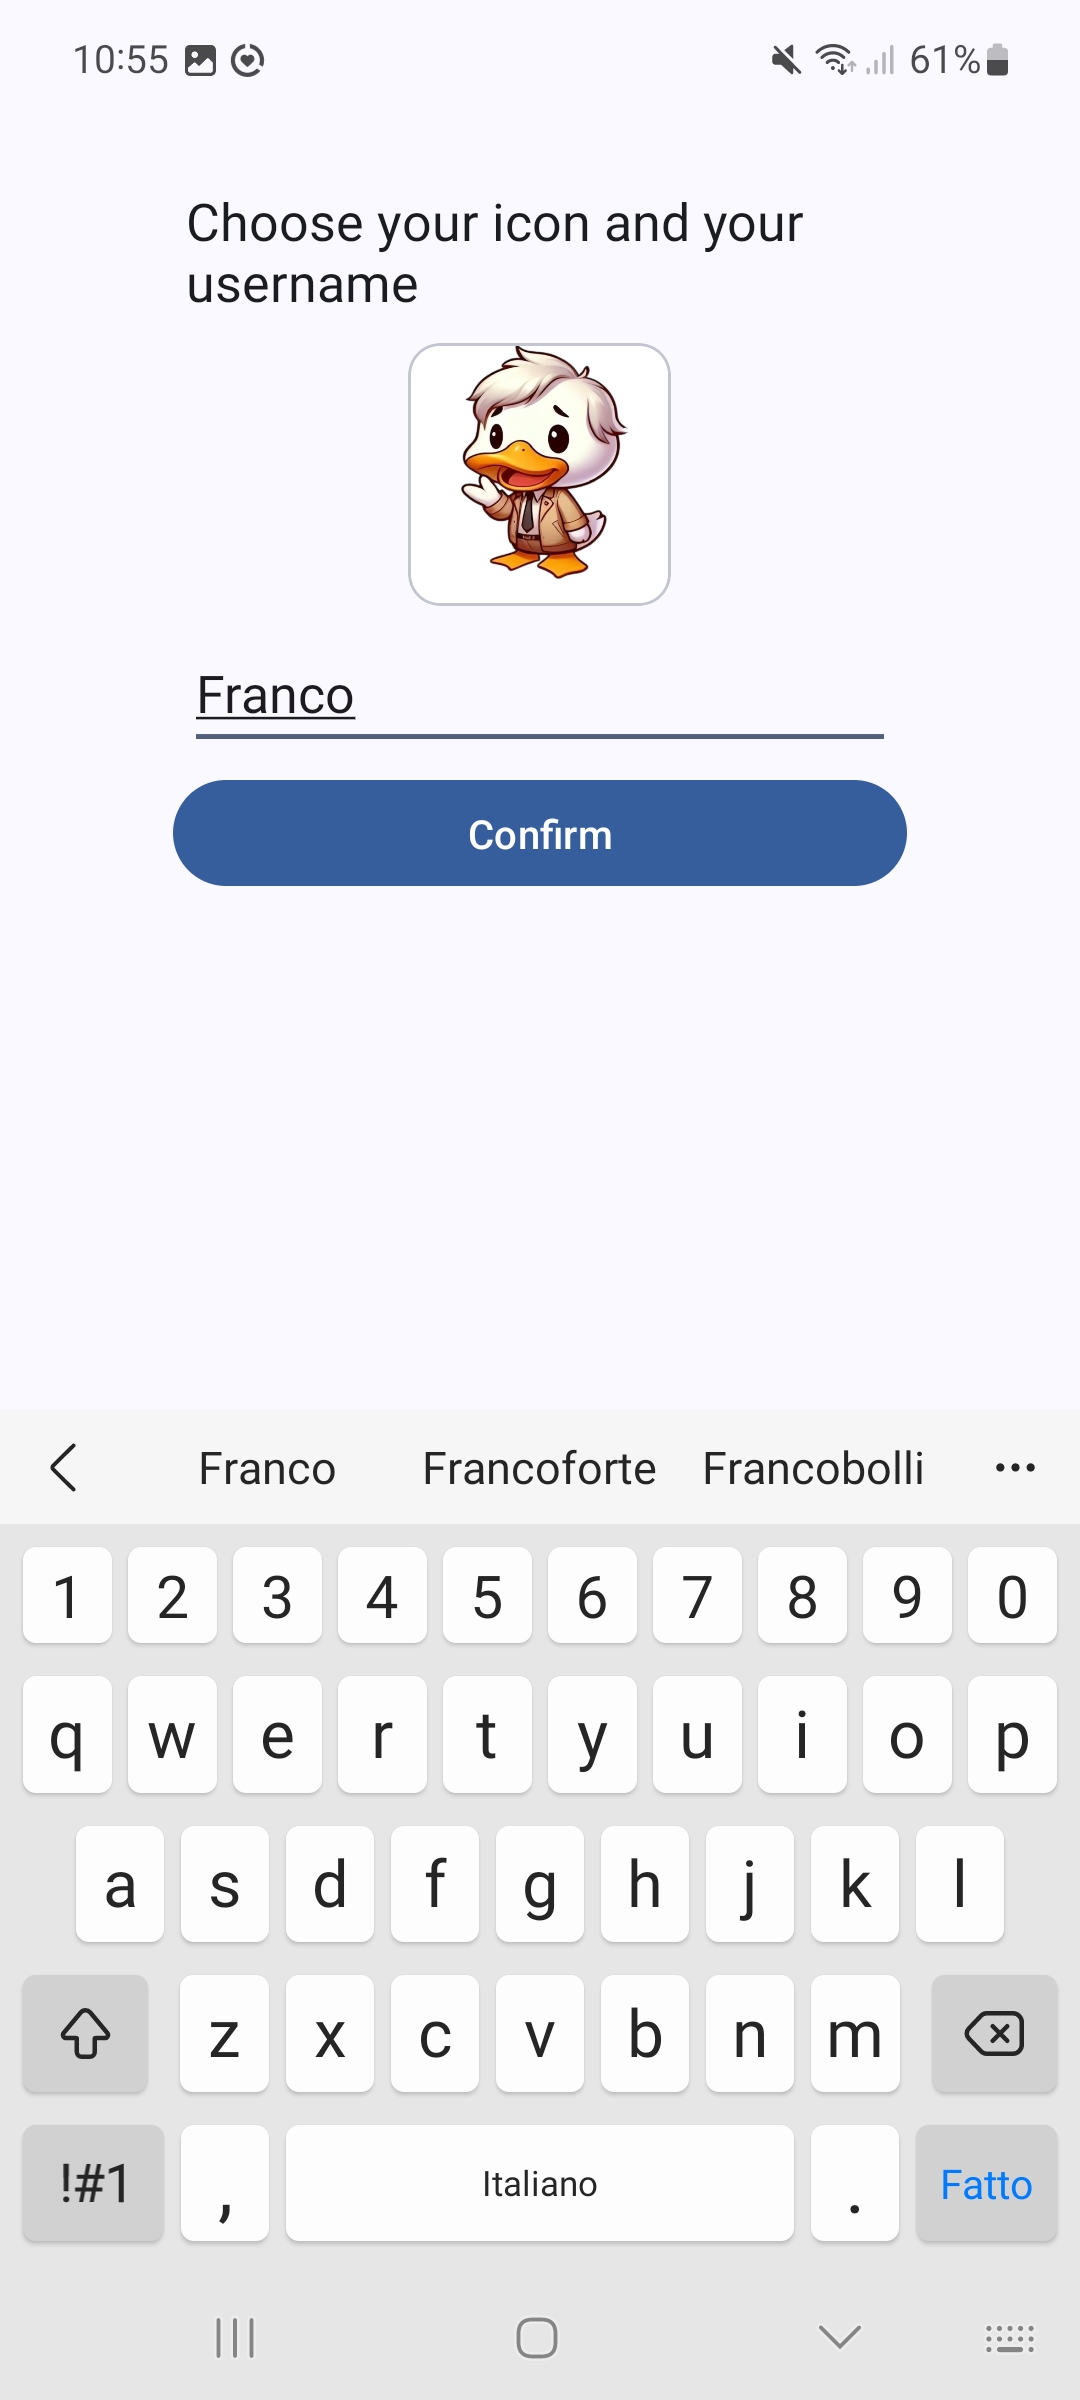 10:55 61%
Choose your icon and your
username
Franco
Confirm
Franco Francoforte Francobolli ...
1 2 3 4 5 6 7 8 9 0
q w e r t y u i o p
a s d f g h j k l
z x c v b n m
!#1 , Italiano . Fatto